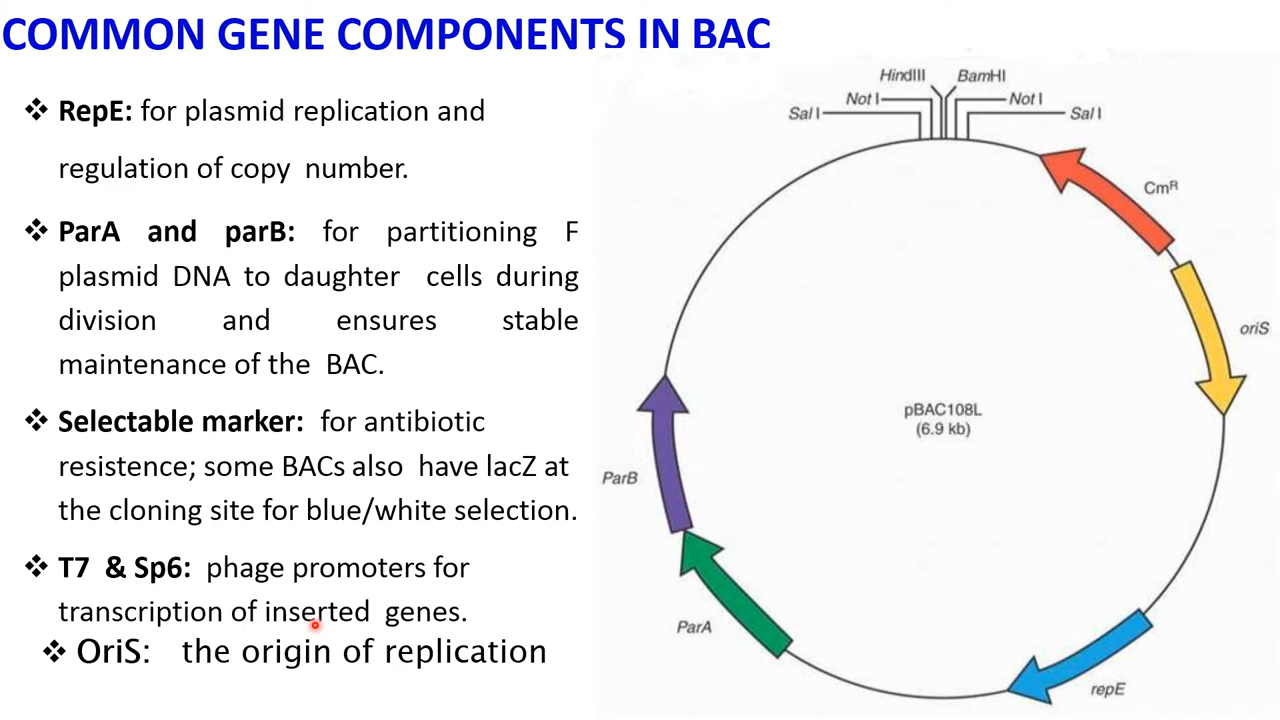 COMMON GENE COMPONENTS IN BAC
❖ RepE: for plasmid replication and
regulation of copy number.
❖ ParA and parB: for partitioning F
plasmid DNA to daughter cells during
division and ensures stable
maintenance of the BAC.
❖ Selectable marker: for antibiotic
resistence; some BACs also have lacZ at
the cloning site for blue/white selection.
❖ T7 & Sp6: phage promoters for
transcription of inserted genes.
❖ OriS: the origin of replication
HindIII BamHI
Not I Not I
Sal I Sal I
CmR
oriS
pBAC108L
(6.9 kb)
ParB
ParA
repE